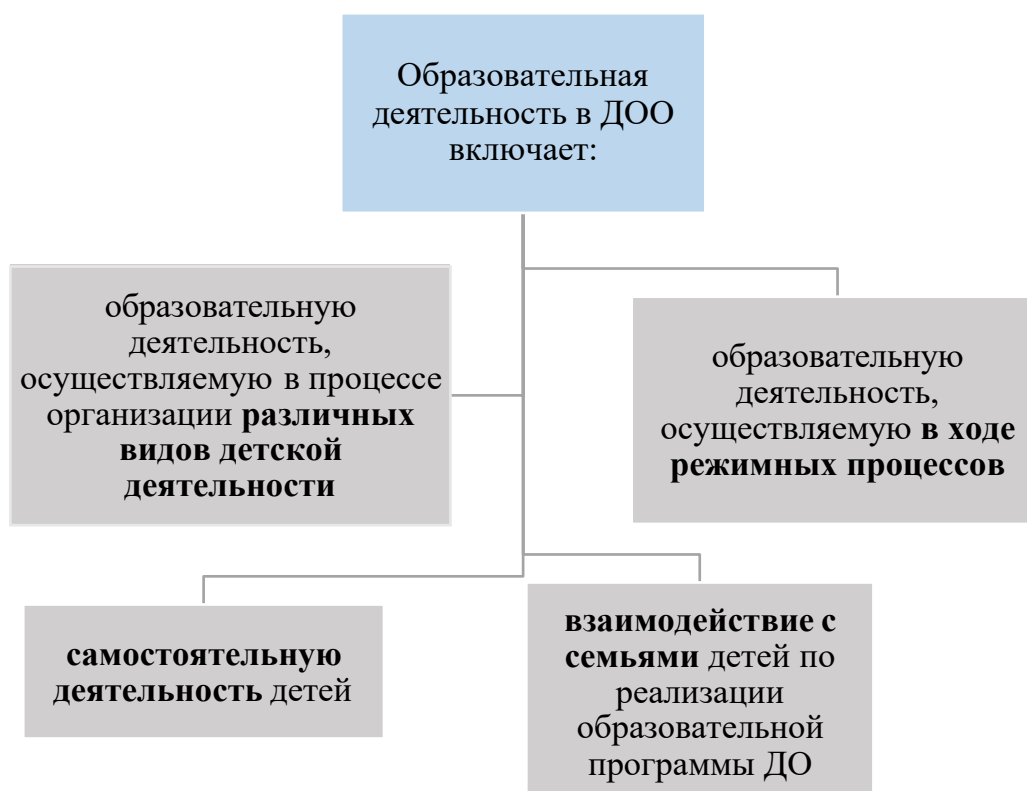 Образовательная
деятельность в ДОО
включает:
образовательную
деятельность,
осуществляемую в процессе
организации различных
видов детской
деятельности
образовательную
деятельность,
осуществляемую в ходе
режимных процессов
самостоятельную
деятельность детей
взаимодействие с
семьями детей по
реализации
образовательной
программы ДО